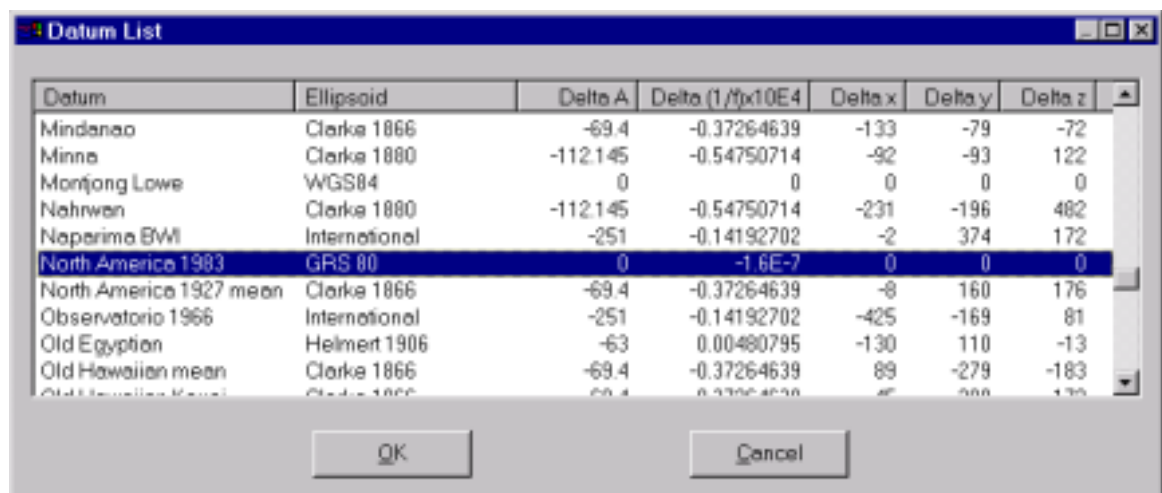 Datum List
Datum Ellipsoid Delta A Delta (1/f)x10E4 Delta x Delta y Delta z
Mindanao Clarke 1866 -69.4 -0.37264639 -133 -79 -72
Minna Clarke 1880 -112.145 -0.54750714 -92 -93 122
Montjong Lowe WGS84 0 0 0 0 0
Nahrwan Clarke 1880 -112.145 -0.54750714 -231 -196 482
Naparima BWI International -251 -0.14192702 -2 374 172
North America 1983 GRS 80 0 -1.6E-7 0 0 0
North America 1927 mean Clarke 1866 -69.4 -0.37264639 -8 160 176
Observatorio 1966 International -251 -0.14192702 -425 -169 81
Old Egyptian Helmert 1906 -63 0.00480795 -130 110 -13
Old Hawaiian mean Clarke 1866 -69.4 -0.37264639 89 -279 -183
OK Cancel